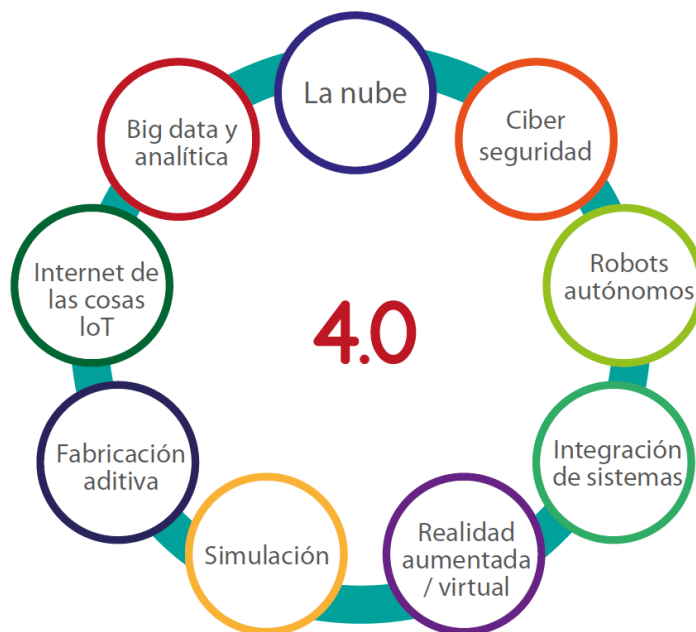 La nube
Ciber
seguridad
Robots
autónomos
Integración
de sistemas
Realidad
aumentada
/ virtual
Simulación
Fabricación
aditiva
Internet de
las cosas
IoT
Big data y
analítica
4.0